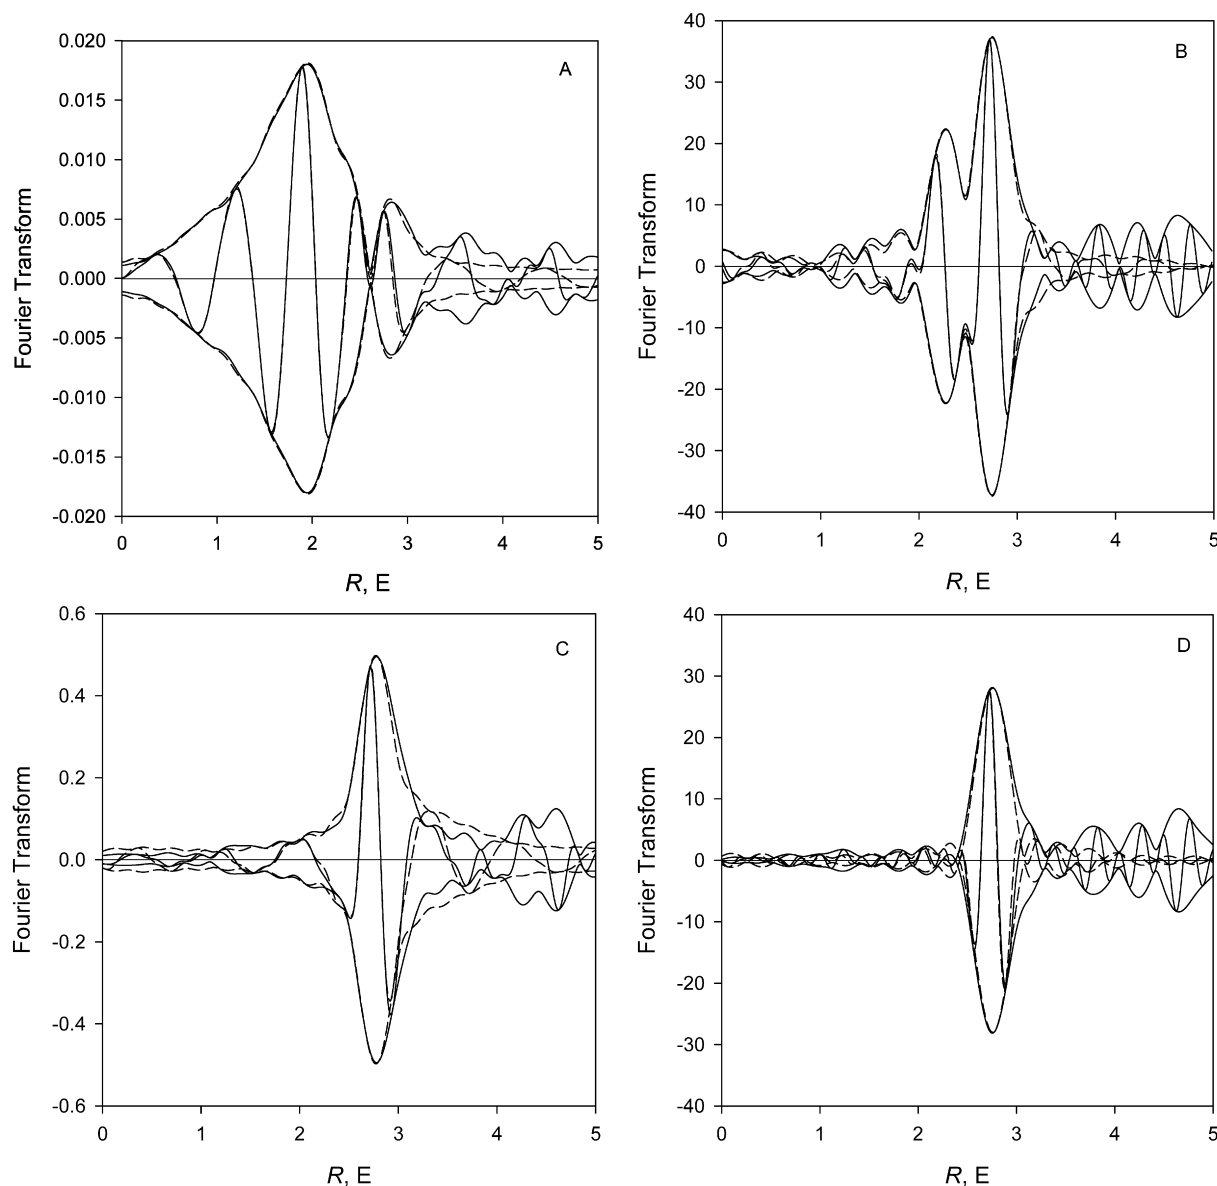 A
0.020
0.015
0.010
0.005
0.000
-0.005
-0.010
-0.015
-0.020
Fourier Transform
0 1 2 3 4 5
R, E
B
40
30
20
10
0
-10
-20
-30
-40
Fourier Transform
0 1 2 3 4 5
R, E
C
0.6
0.4
0.2
0.0
-0.2
-0.4
-0.6
Fourier Transform
0 1 2 3 4 5
R, E
D
40
30
20
10
0
-10
-20
-30
-40
Fourier Transform
0 1 2 3 4 5
R, E